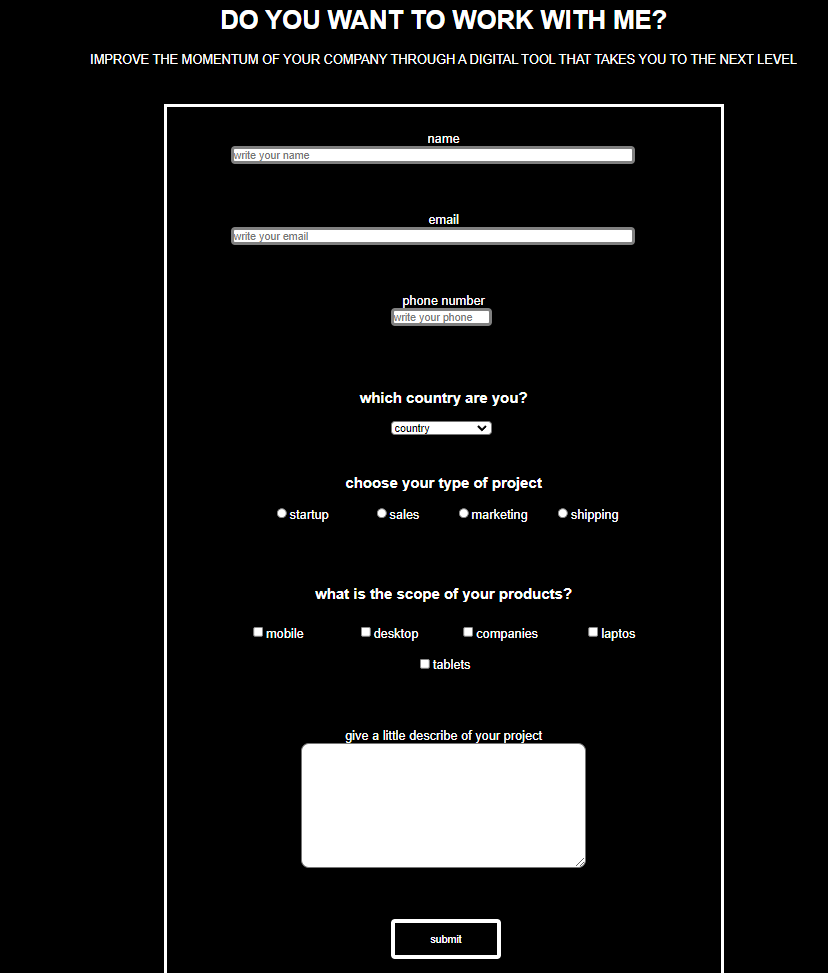 DO YOU WANT TO WORK WITH ME?
IMPROVE THE MOMENTUM OF YOUR COMPANY THROUGH A DIGITAL TOOL THAT TAKES YOU TO THE NEXT LEVEL
name
write your name
email
write your email
phone number
write your phone
which country are you?
country
choose your type of project
startup sales marketing shipping
what is the scope of your products?
mobile desktop companies laptos
tablets
give a little describe of your project
submit